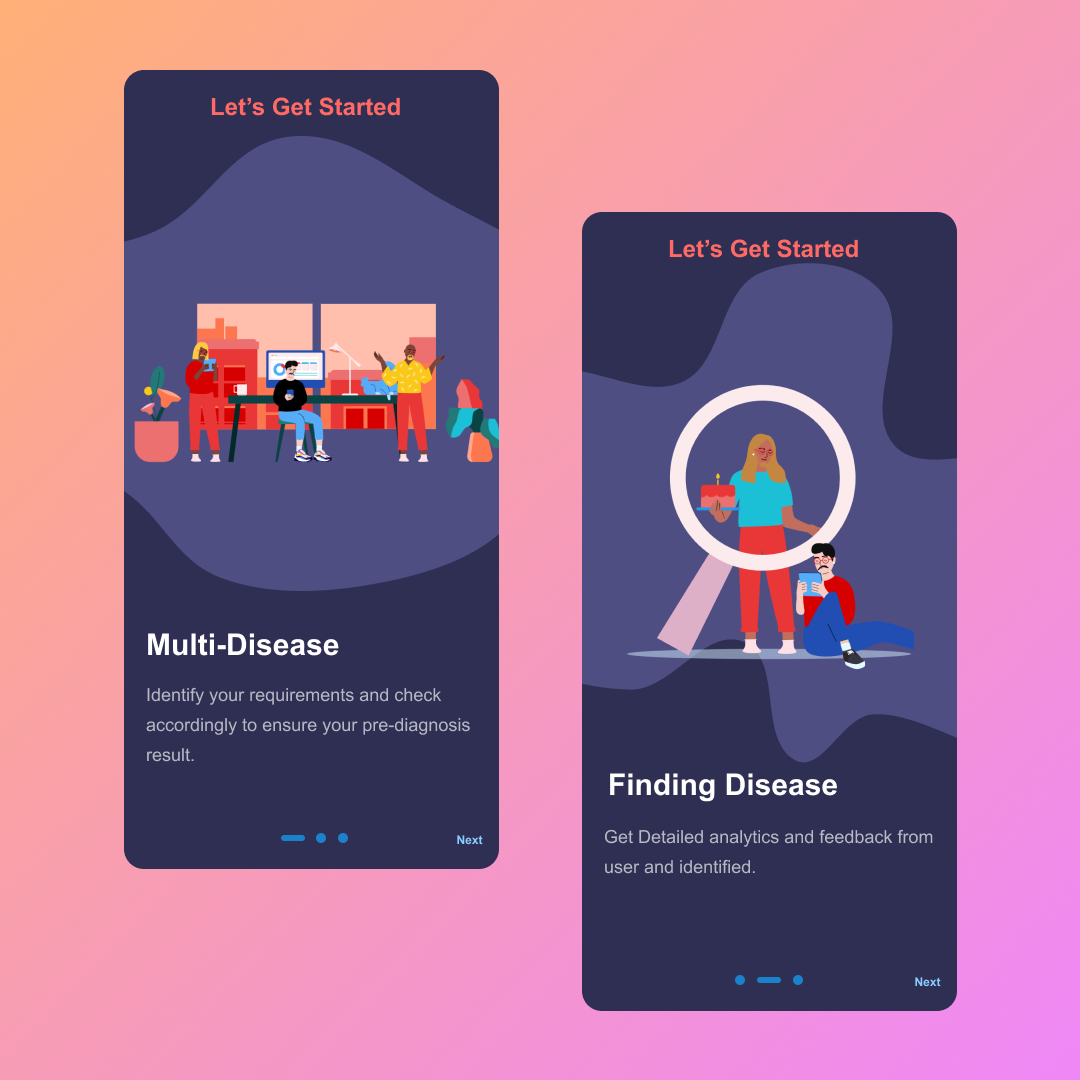 Let’s Get Started
Multi-Disease
Identify your requirements and check
accordingly to ensure your pre-diagnosis
result.
Next
Let’s Get Started
Finding Disease
Get Detailed analytics and feedback from
user and identified.
Next